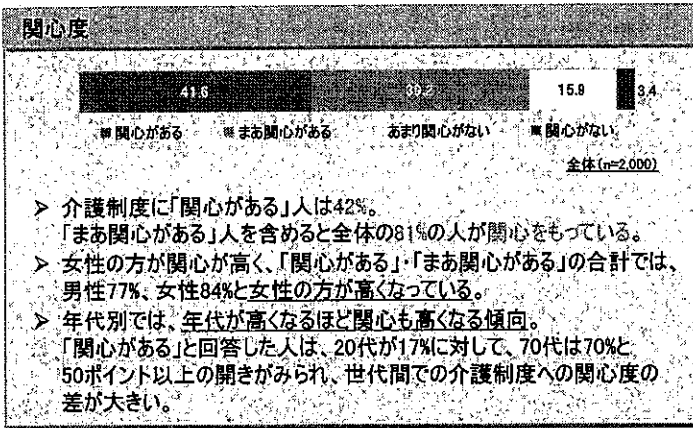 関心度
41.6 39.2 15.9 3.4
■関心がある ■まあ関心がある あまり関心がない ■関心がない
全体(n=2,000)
➢ 介護制度に「関心がある」人は42%。
「まあ関心がある」人を含めると全体の81%の人が関心をもっている。
➢ 女性の方が関心が高く、「関心がある」・「まあ関心がある」の合計では、
男性77%、女性84%と女性の方が高くなっている。
➢ 年代別では、年代が高くなるほど関心も高くなる傾向。
「関心がある」と回答した人は、20代が17%に対して、70代は70%と
50ポイント以上の開きがみられ、世代間での介護制度への関心度の
差が大きい。